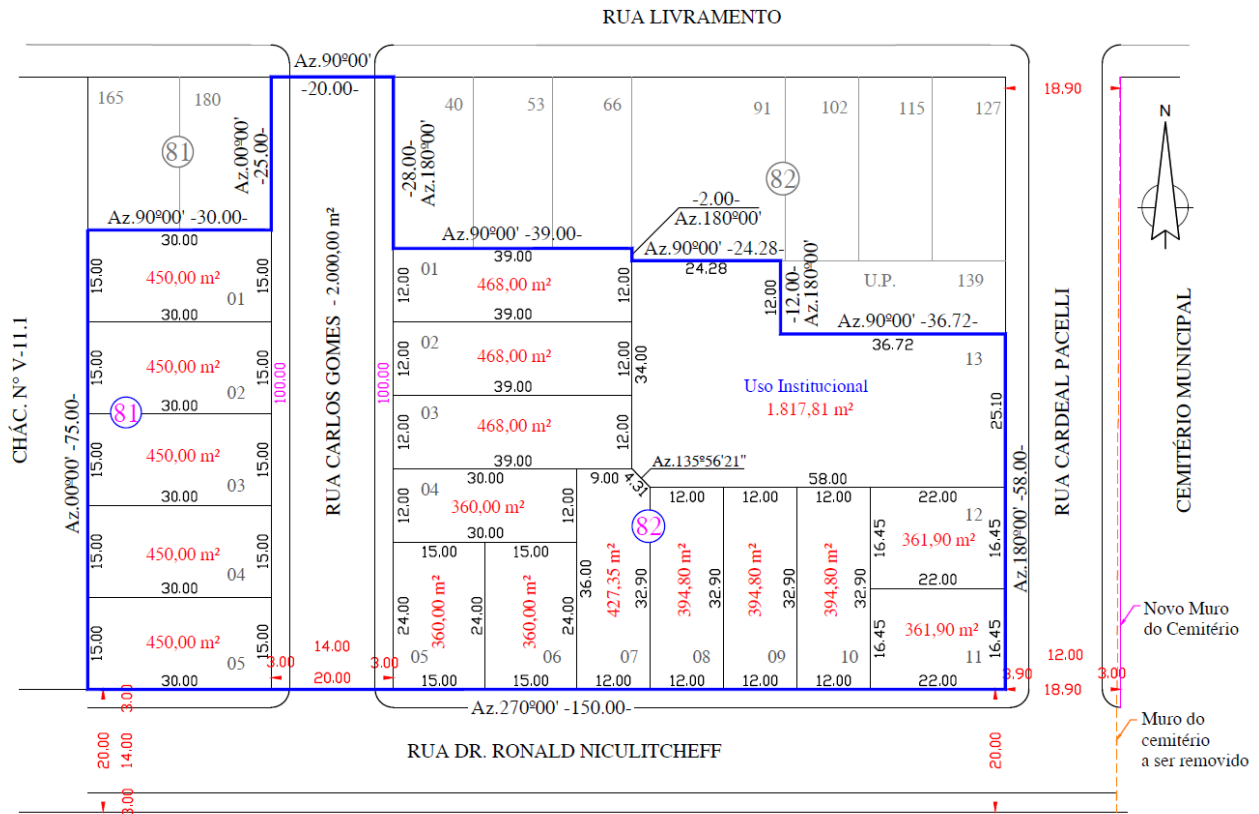 RUA LIVRAMENTO
Az.90º00'
-20.00-
165
180
81
Az.00º00'
-25.00-
Az.90º00' -30.00-
40
53
66
91
102
115
127
82
-28.00-
Az.180º00'
-2.00-
Az.180º00'
Az.90º00' -39.00-
Az.90º00' -24.28-
24.28
12.00
-12.00-
Az.180º00'
U.P.
139
Az.90º00' -36.72-
36.72
18.90
N
CHÁC. Nº V-11.1
Az.00º00' -75.00-
30.00
15.00
450,00 m²
15.00
01
30.00
15.00
450,00 m²
15.00
02
30.00
81
15.00
450,00 m²
15.00
03
30.00
15.00
450,00 m²
15.00
04
30.00
15.00
450,00 m²
15.00
05
30.00
RUA CARLOS GOMES - 2.000,00 m²
100.00
100.00
3.00
14.00
3.00
20.00
39.00
01
12.00
468,00 m²
12.00
39.00
02
12.00
468,00 m²
12.00
39.00
03
12.00
468,00 m²
12.00
39.00
34.00
Uso Institucional
1.817,81 m²
13
25.10
30.00
9.00
4.31
Az.135º56'21"
58.00
04
12.00
360,00 m²
12.00
30.00
82
15.00
15.00
24.00
360,00 m²
24.00
360,00 m²
24.00
36.00
427,35 m²
32.90
12.00
12.00
12.00
22.00
394,80 m²
32.90
394,80 m²
32.90
394,80 m²
32.90
12
16.45
361,90 m²
16.45
22.00
16.45
361,90 m²
16.45
05
06
07
08
09
10
11
15.00
15.00
12.00
12.00
12.00
12.00
22.00
Az.180º00' -58.00-
RUA CARDEAL PACELLI
CEMITÉRIO MUNICIPAL
3.90
12.00
3.00
18.90
Novo Muro
do Cemitério
Az.270º00' -150.00-
RUA DR. RONALD NICULITCHEFF
3.00
20.00
14.00
3.00
20.00
Muro do
cemitério
a ser removido